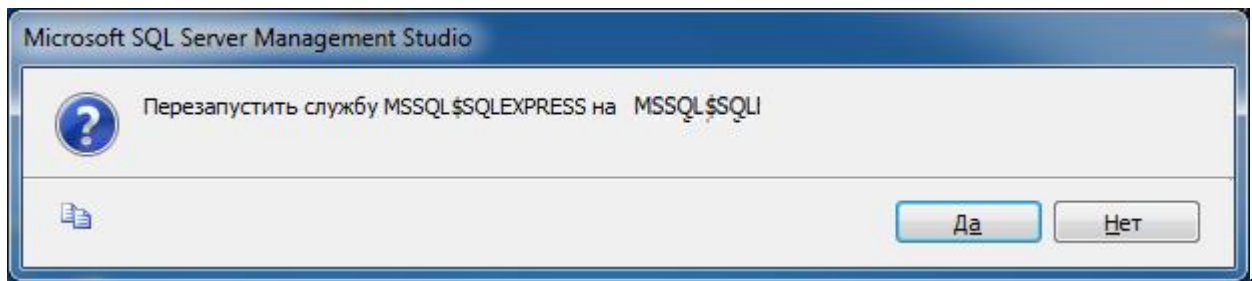 Microsoft SQL Server Management Studio
Перезапустить службу MSSQL$SQLEXPRESS на MSSQL$SQLI
Да
Нет